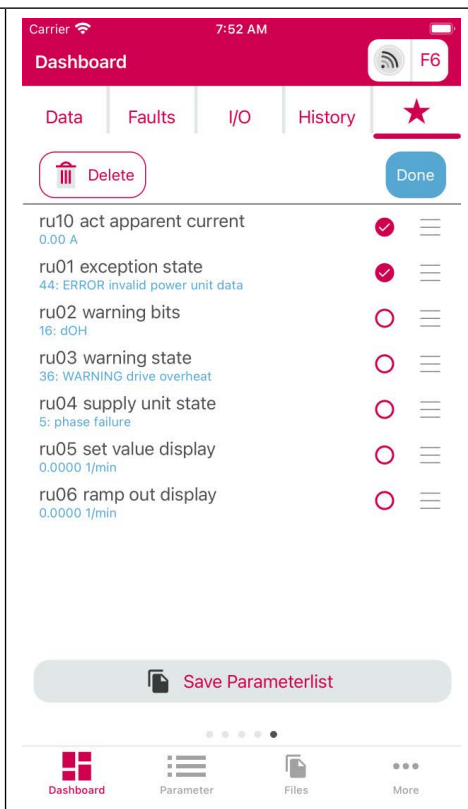 Carrier 7:52 AM
Dashboard F6
Data Faults I/O History
Delete Done
ru10 act apparent current
0.00 A
ru01 exception state
44: ERROR invalid power unit data
ru02 warning bits
16: dOH
ru03 warning state
36: WARNING drive overheat
ru04 supply unit state
5: phase failure
ru05 set value display
0.0000 1/min
ru06 ramp out display
0.0000 1/min
Save Parameterlist
Dashboard Parameter Files More